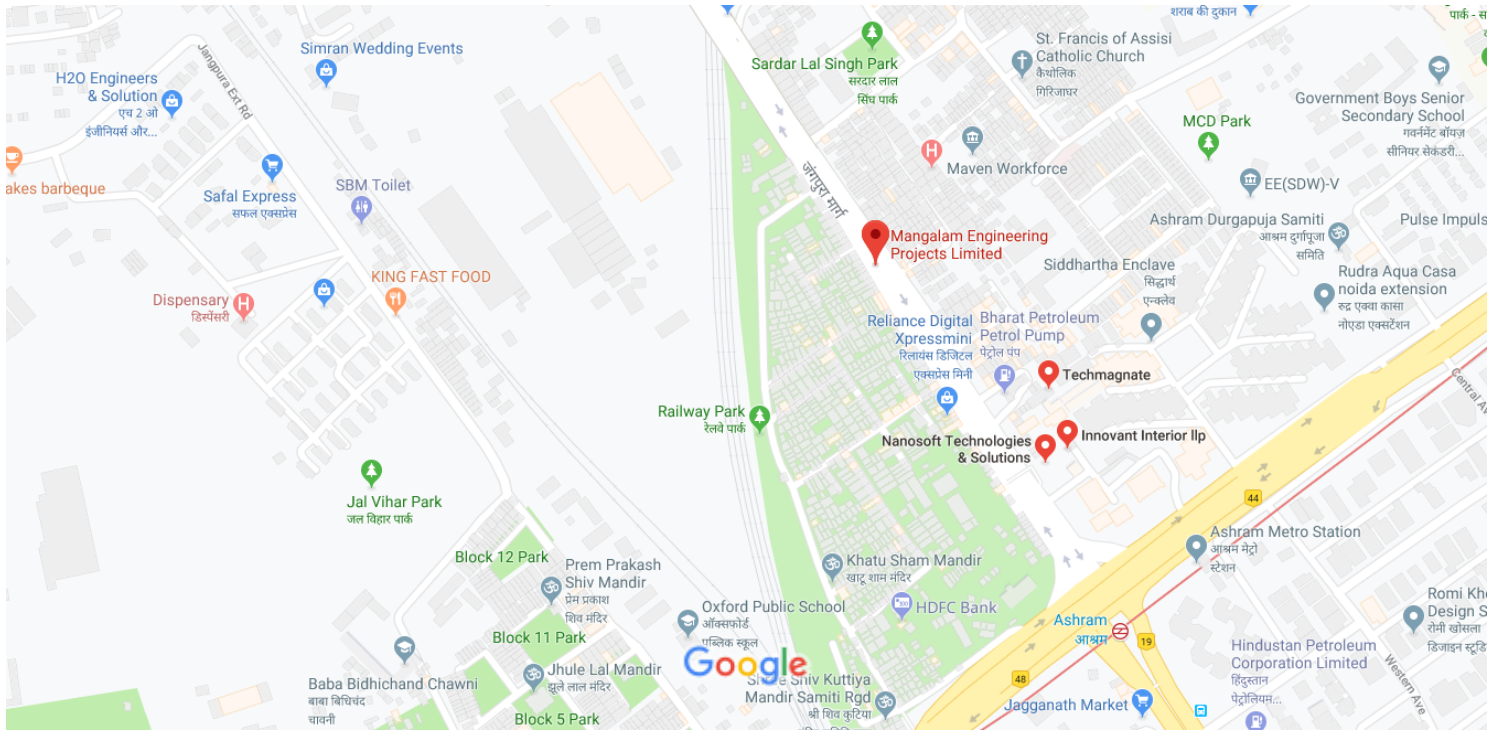 शराब की दुकान
पार्क - स
Simran Wedding Events
Jangpura Ext Rd
H2O Engineers
& Solution
एच 2 ओ
इंजीनियर्स और...
Sardar Lal Singh Park
सरदार लाल
सिंघ पार्क
St. Francis of Assisi
Catholic Church
कैथोलिक
गिरिजाघर
Government Boys Senior
Secondary School
गवर्नमेंट बॉयज़
सीनियर सेकंडरी...
MCD Park
Maven Workforce
akes barbeque
Safal Express
सफल एक्सप्रेस
SBM Toilet
जंगपुरा मार्ग
EE(SDW)-V
Ashram Durgapuja Samiti
आश्रम दुर्गापूजा
समिति
Pulse Impuls
Mangalam Engineering
Projects Limited
Siddhartha Enclave
सिद्धार्थ
एन्क्लेव
Rudra Aqua Casa
noida extension
रुद्र एक्वा कासा
नोएडा एक्सटेंशन
KING FAST FOOD
Dispensary
डिस्पेंसरी
Reliance Digital
Xpressmini
रिलायंस डिजिटल
एक्सप्रेस मिनी
Bharat Petroleum
Petrol Pump
पेट्रोल पंप
Techmagnate
Central Ave
Railway Park
रेलवे पार्क
Nanosoft Technologies
& Solutions
Innovant Interior llp
Jal Vihar Park
जल विहार पार्क
44
Ashram Metro Station
आश्रम मेट्रो
स्टेशन
Block 12 Park
Prem Prakash
Shiv Mandir
प्रेम प्रकाश
शिव मंदिर
Khatu Sham Mandir
खाटू शाम मंदिर
HDFC Bank
Oxford Public School
ऑक्सफोर्ड
पब्लिक स्कूल
Ashram
आश्रम
19
Romi Kho
Design S
रोमी खोसला
डिजाइन स्टूडि
Block 11 Park
Google
Hindustan Petroleum
Corporation Limited
हिंदुस्तान
पेट्रोलियम...
Western Ave
Jhule Lal Mandir
झूले लाल मंदिर
Baba Bidhichand Chawni
बाबा बिधिचंद
चावनी
Shiv Kuttiya
Mandir Samiti Rgd
श्री शिव कुटिया
48
Jagganath Market
Block 5 Park